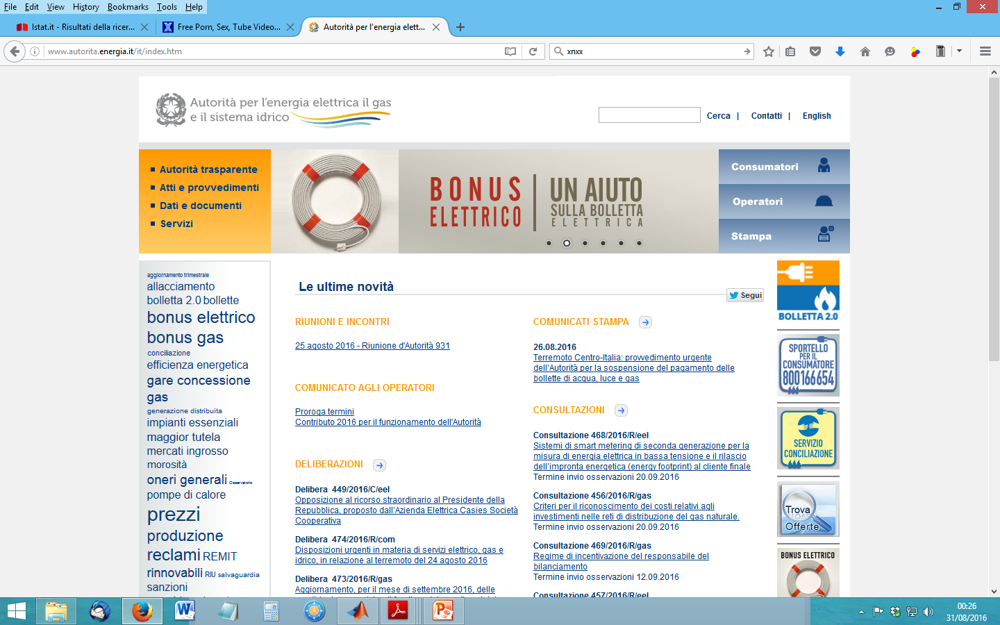 File Edit View History Bookmarks Tools Help
Istat.it - Risultati della ricer...
Free Porn, Sex, Tube Video...
Autorità per l'energia elett...
www.autorita.energia.it/it/index.htm
xnxx
Autorità per l'energia elettrica il gas
e il sistema idrico
Cerca | Contatti | English
Autorità trasparente
Atti e provvedimenti
Dati e documenti
Servizi
BONUS
ELETTRICO
UN AIUTO
SULLA BOLLETTA
ELETTRICA
Consumatori
Operatori
Stampa
aggiornamento trimestrale
allacciamento
bolletta 2.0 bollette
bonus elettrico
bonus gas
conciliazione
efficienza energetica
gare concessione
gas
generazione distribuita
impianti essenziali
maggior tutela
mercati ingrosso
morosità
oneri generali Osservatorio
pompe di calore
prezzi
produzione
reclami REMIT
rinnovabili RIU salvaguardia
sanzioni
Le ultime novità
Segui
RIUNIONI E INCONTRI
25 agosto 2016 - Riunione d'Autorità 931
COMUNICATO AGLI OPERATORI
Proroga termini
Contributo 2016 per il funzionamento dell'Autorità
DELIBERAZIONI
Delibera 449/2016/C/eel
Opposizione al ricorso straordinario al Presidente della
Repubblica, proposto dall'Azienda Elettrica Casies Società
Cooperativa
Delibera 474/2016/R/com
Disposizioni urgenti in materia di servizi elettrico, gas e
idrico, in relazione al terremoto del 24 agosto 2016
Delibera 473/2016/R/gas
Aggiornamento, per il mese di settembre 2016, delle
COMUNICATI STAMPA
26.08.2016
Terremoto Centro-Italia: provvedimento urgente
dell'Autorità per la sospensione del pagamento delle
bollette di acqua, luce e gas
CONSULTAZIONI
Consultazione 468/2016/R/eel
Sistemi di smart metering di seconda generazione per la
misura di energia elettrica in bassa tensione e il rilascio
dell'impronta energetica (energy footprint) al cliente finale
Termine invio osservazioni 20.09.2016
Consultazione 456/2016/R/gas
Criteri per il riconoscimento dei costi relativi agli
investimenti nelle reti di distribuzione del gas naturale.
Termine invio osservazioni 20.09.2016
Consultazione 469/2016/R/gas
Regime di incentivazione del responsabile del
bilanciamento
Termine invio osservazioni 12.09.2016
Consultazione 457/2016/R/eel
BOLLETTA 2.0
SPORTELLO
PER IL
CONSUMATORE
800 166 654
SERVIZIO
CONCILIAZIONE
Trova
Offerte
BONUS ELETTRICO
00:26
31/08/2016